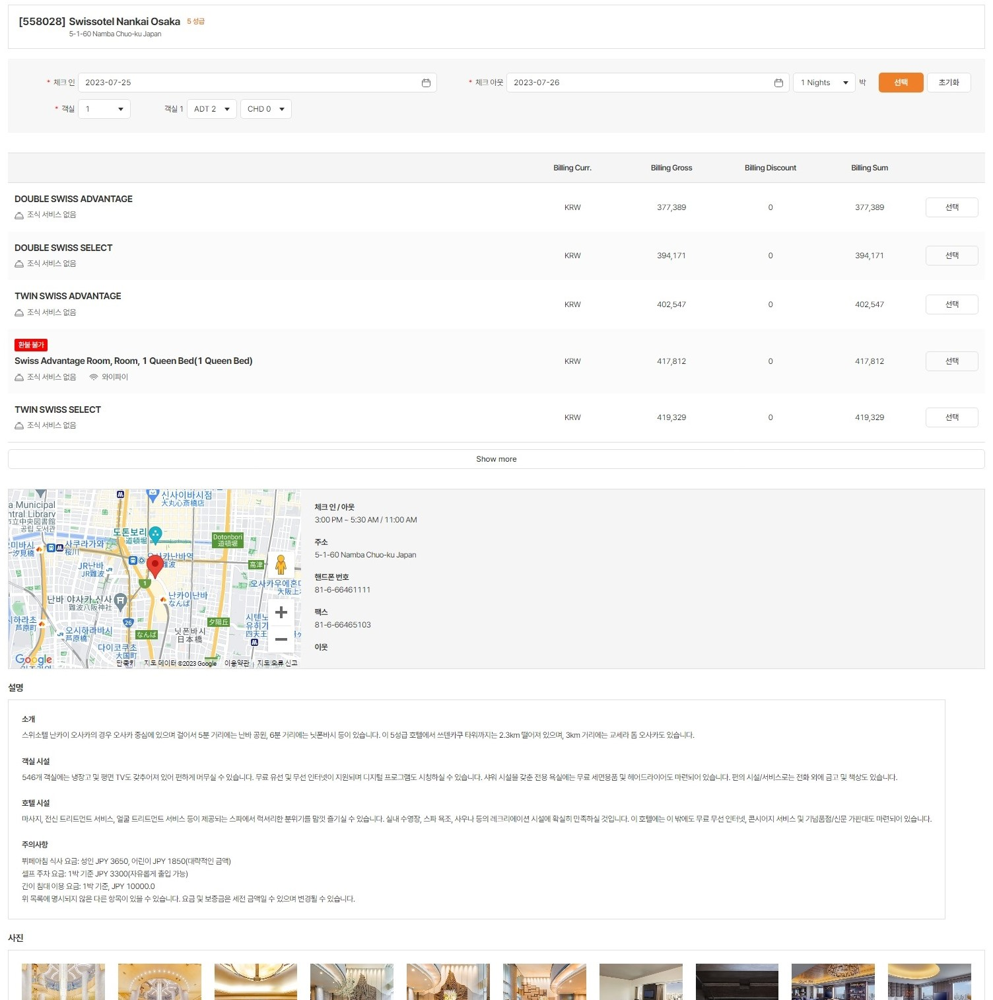 [558028] Swissotel Nankai Osaka 5 성급
5-1-60 Namba Chuo-ku Japan
* 체크 인 2023-07-25 * 체크 아웃 2023-07-26 1 Nights 박 선택 초기화
* 객실 1 객실 1 ADT 2 CHD 0
Billing Curr. Billing Gross Billing Discount Billing Sum
DOUBLE SWISS ADVANTAGE
조식 서비스 없음
KRW 377,389 0 377,389 선택
DOUBLE SWISS SELECT
조식 서비스 없음
KRW 394,171 0 394,171 선택
TWIN SWISS ADVANTAGE
조식 서비스 없음
KRW 402,547 0 402,547 선택
환불 불가
Swiss Advantage Room, Room, 1 Queen Bed(1 Queen Bed)
조식 서비스 없음 와이파이
KRW 417,812 0 417,812 선택
TWIN SWISS SELECT
조식 서비스 없음
KRW 419,329 0 419,329 선택
Show more
신사이바시점
大丸心斎橋店
a Municipal
ntral Library
市立中央図書館
공립 도서관
도톤보리
道頓堀
Dotonbori
道頓堀
사쿠라가와
桜川
汐見橋
오사카난바역
JR난바
JR難波
高津
1
오사카우에혼
大阪上
난바 야사카 신사
難波八阪神社
난카이난바
なんば
26
夕陽丘
시텐노
유히가
四天王
시하라초
芦原町
오시하라바시
芦原橋
なんば
닛폰바시
日本橋
다이코쿠초
大国町
Google
단축키 지도 데이터 ©2023 Google 이용약관 지도 오류 신고
체크 인 / 아웃
3:00 PM ~ 5:30 AM / 11:00 AM
주소
5-1-60 Namba Chuo-ku Japan
핸드폰 번호
81-6-66461111
팩스
81-6-66465103
이웃
설명
소개
스위소텔 난카이 오사카의 경우 오사카 중심에 있으며 걸어서 5분 거리에는 난바 공원, 6분 거리에는 닛폰바시 등이 있습니다. 이 5성급 호텔에서 쓰텐카쿠 타워까지는 2.3km 떨어져 있으며, 3km 거리에는 교세라 돔 오사카도 있습니다.
객실 시설
546개 객실에는 냉장고 및 평면 TV도 갖추어져 있어 편하게 머무실 수 있습니다. 무료 유선 및 무선 인터넷이 지원되며 디지털 프로그램도 시청하실 수 있습니다. 샤워 시설을 갖춘 전용 욕실에는 무료 세면용품 및 헤어드라이어도 마련되어 있습니다. 편의 시설/서비스로는 전화 외에 금고 및 책상도 있습니다.
호텔 시설
마사지, 전신 트리트먼트 서비스, 얼굴 트리트먼트 서비스 등이 제공되는 스파에서 럭셔리한 분위기를 맘껏 즐기실 수 있습니다. 실내 수영장, 스파 욕조, 사우나 등의 레크리에이션 시설에 확실히 만족하실 것입니다. 이 호텔에는 이 밖에도 무료 무선 인터넷, 콘시어지 서비스 및 기념품점/신문 가판대도 마련되어 있습니다.
주의사항
뷔페아침 식사 요금: 성인 JPY 3650, 어린이 JPY 1850(대략적인 금액)
셀프 주차 요금: 1박 기준 JPY 3300(자유롭게 출입 가능)
간이 침대 이용 요금: 1박 기준, JPY 10000.0
위 목록에 명시되지 않은 다른 항목이 있을 수 있습니다. 요금 및 보증금은 세전 금액일 수 있으며 변경될 수 있습니다.
사진